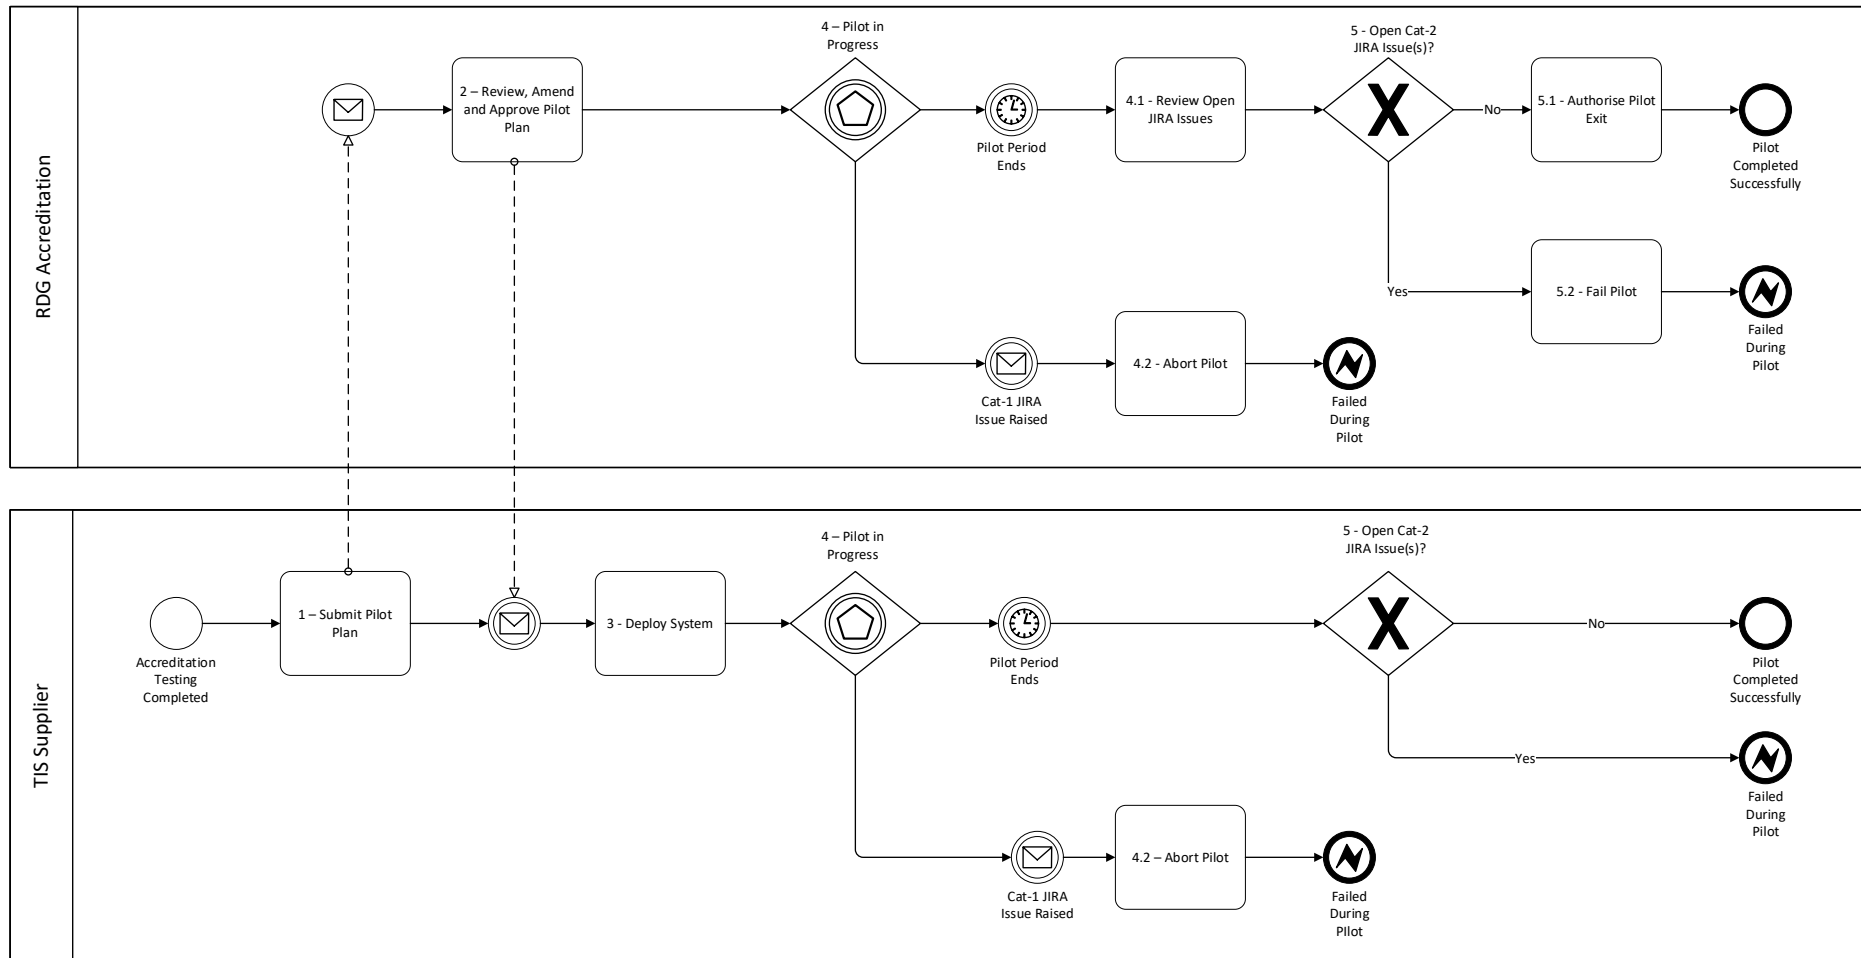 RDG Accreditation
2 – Review, Amend
and Approve Pilot
Plan
4 – Pilot in
Progress
Pilot Period
Ends
4.1 - Review Open
JIRA Issues
5 - Open Cat-2
JIRA Issue(s)?
No
5.1 - Authorise Pilot
Exit
Pilot
Completed
Successfully
Yes
5.2 - Fail Pilot
Failed
During
Pilot
Cat-1 JIRA
Issue Raised
4.2 - Abort Pilot
Failed
During
Pilot
TIS Supplier
Accreditation
Testing
Completed
1 – Submit Pilot
Plan
3 - Deploy System
4 – Pilot in
Progress
Pilot Period
Ends
5 - Open Cat-2
JIRA Issue(s)?
No
Pilot
Completed
Successfully
Yes
Failed
During
Pilot
Cat-1 JIRA
Issue Raised
4.2 – Abort Pilot
Failed
During
PIlot